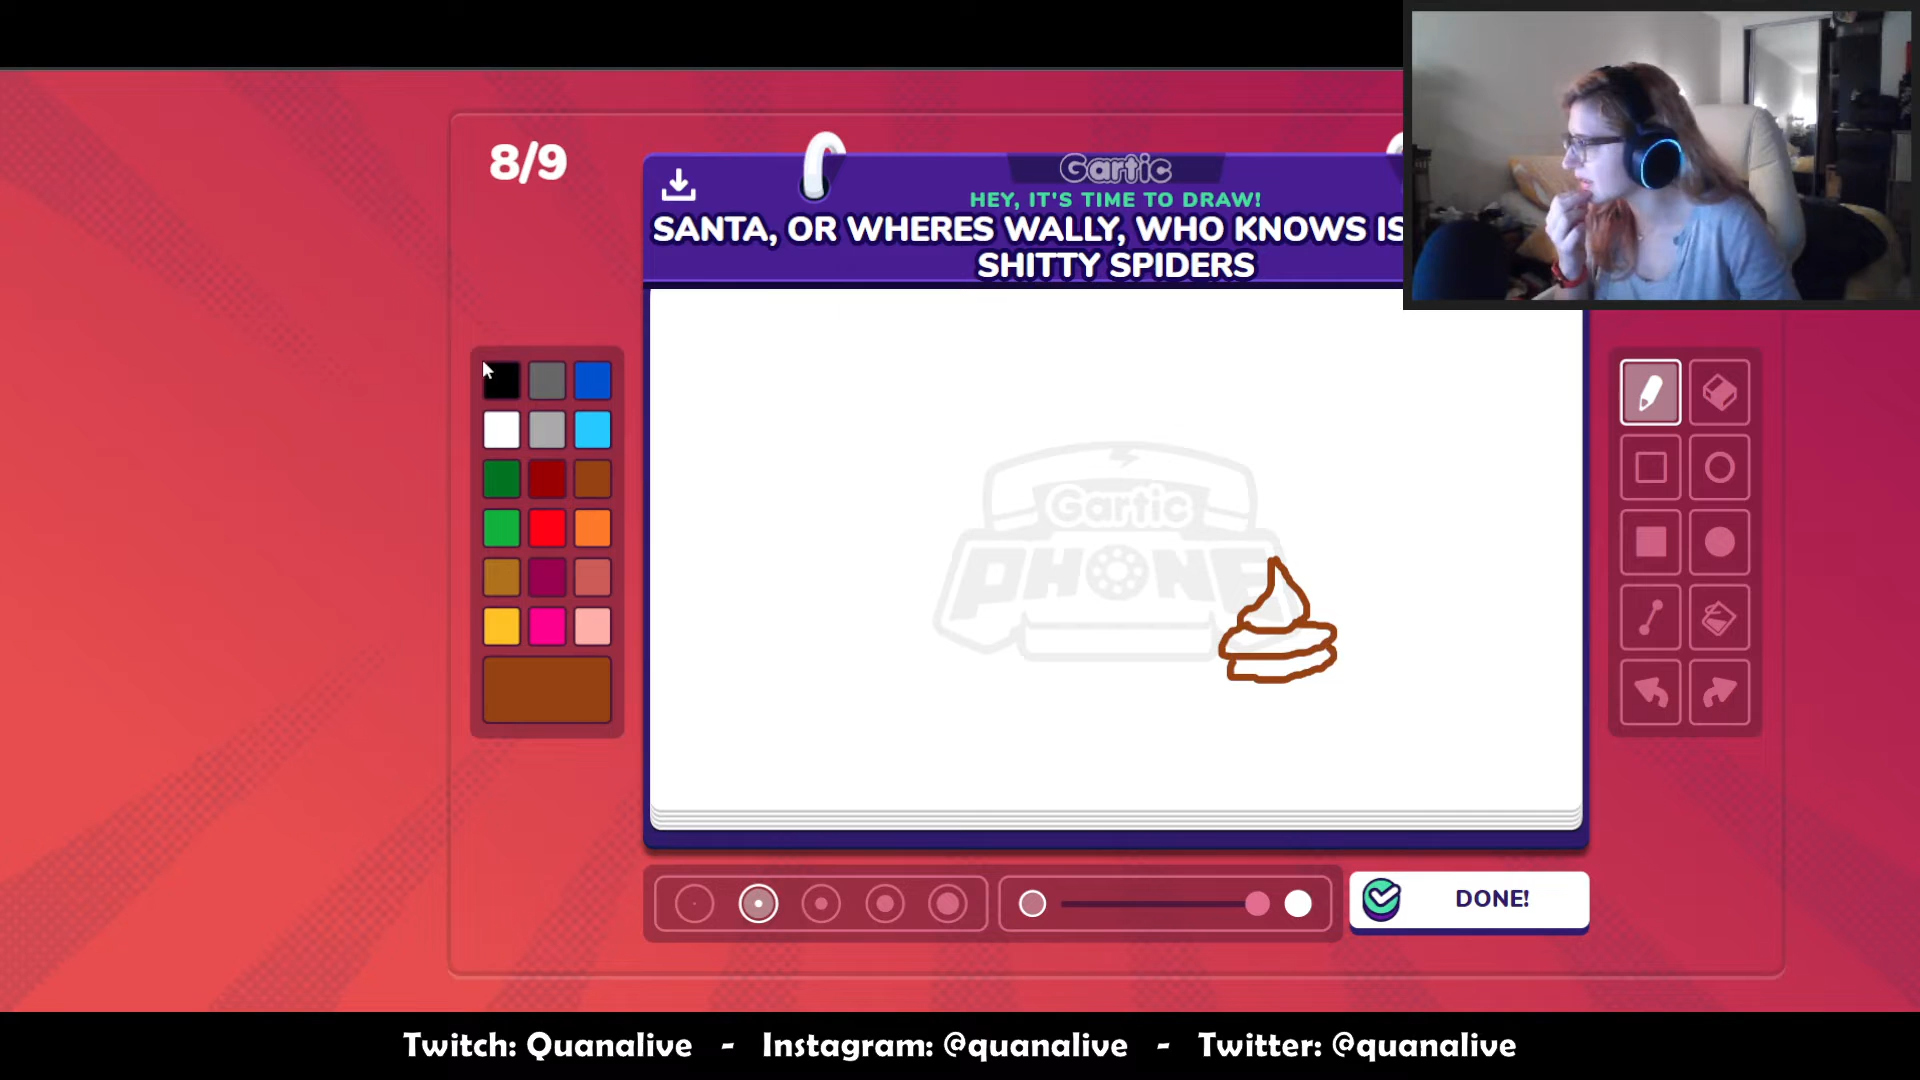 8/9
Gartic
HEY, IT'S TIME TO DRAW!
SANTA, OR WHERES WALLY, WHO KNOWS IS
SHITTY SPIDERS
Gartic
PHONE
DONE!
Twitch: Quanalive - Instagram: @quanalive - Twitter: @quanalive